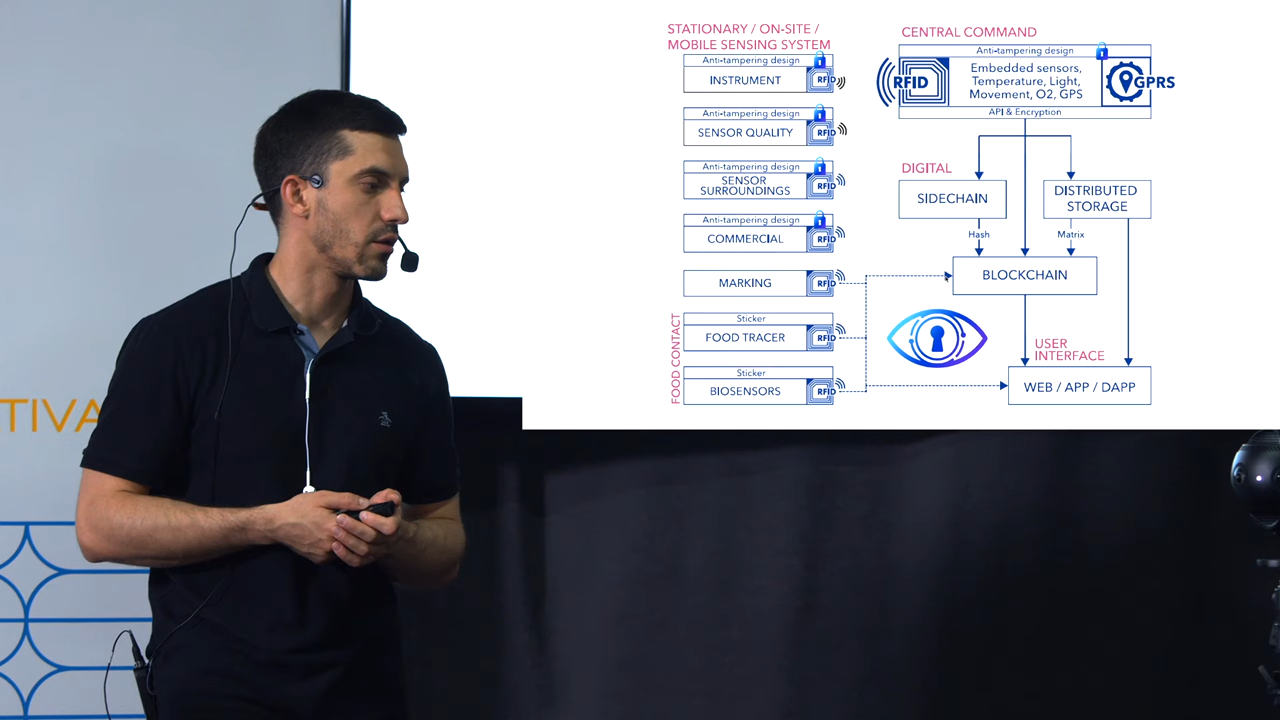 STATIONARY / ON-SITE /
MOBILE SENSING SYSTEM
Anti-tampering design
INSTRUMENT
RFID
Anti-tampering design
SENSOR QUALITY
RFID
Anti-tampering design
SENSOR
SURROUNDINGS
RFID
Anti-tampering design
COMMERCIAL
RFID
MARKING
RFID
FOOD CONTACT
Sticker
FOOD TRACER
RFID
Sticker
BIOSENSORS
RFID
CENTRAL COMMAND
Anti-tampering design
RFID
Embedded sensors,
Temperature, Light,
Movement, O2, GPS
GPRS
API & Encryption
DIGITAL
SIDECHAIN
DISTRIBUTED
STORAGE
Hash
Matrix
BLOCKCHAIN
USER
INTERFACE
WEB / APP / DAPP
TIVA